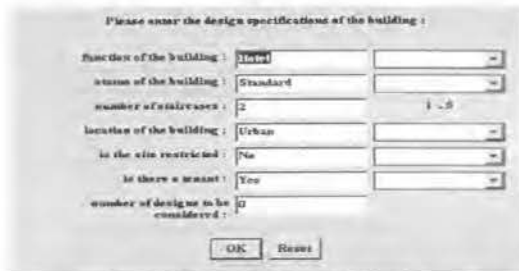 Please enter the design specifications of the building :
function of the building : Hotel
status of the building : Standard
number of staircases : 2 1 - 5
location of the building : Urban
is the site restricted : No
is there a tenant : Yes
number of designs to be
considered : 0
OK Reset